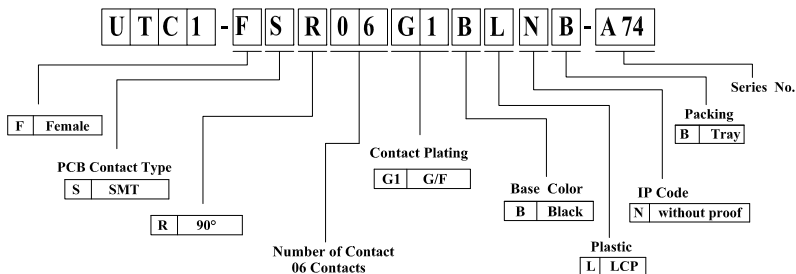 UTC1-FSR06G1BLNB-A74
Series No.
F Female
Packing
B Tray
PCB Contact Type
S SMT
Contact Plating
G1 G/F
R 90°
Base Color
B Black
IP Code
N without proof
Number of Contact
06 Contacts
Plastic
L LCP